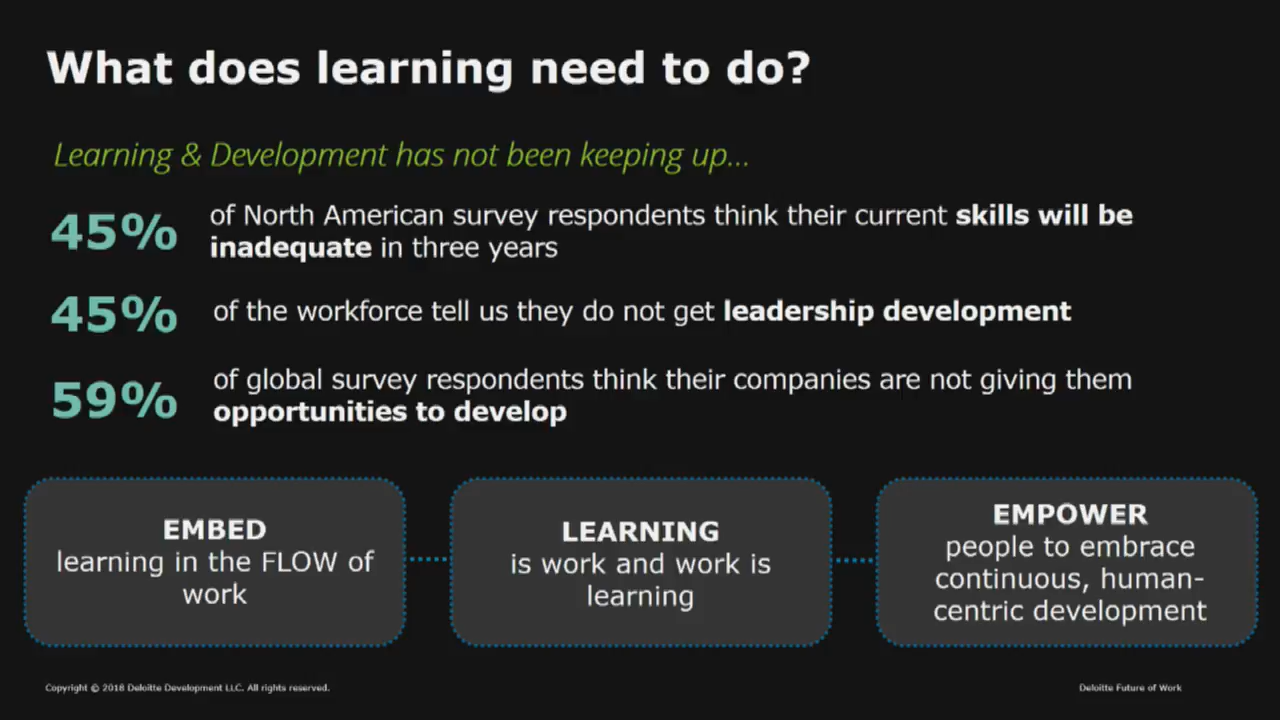 What does learning need to do?
Learning & Development has not been keeping up...
45%
of North American survey respondents think their current skills will be
inadequate in three years
45%
of the workforce tell us they do not get leadership development
59%
of global survey respondents think their companies are not giving them
opportunities to develop
EMBED
learning in the FLOW of
work
LEARNING
is work and work is
learning
EMPOWER
people to embrace
continuous, human-
centric development
Copyright © 2018 Deloitte Development LLC. All rights reserved.
Deloitte Future of Work